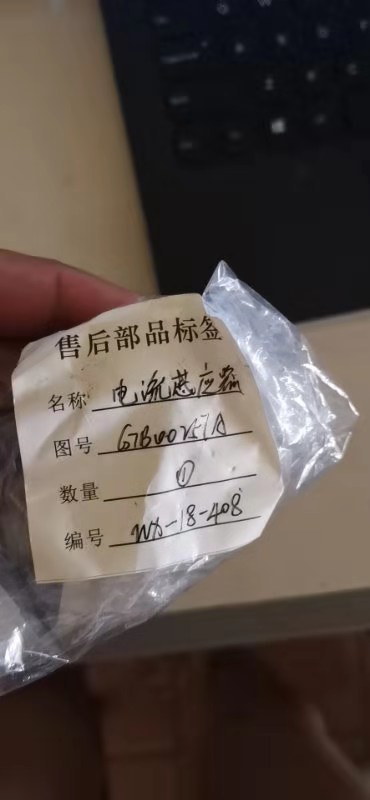 售后部品标签
名称 电流感应器
图号 67B00257A
数量 ①
编号 WX-18-408